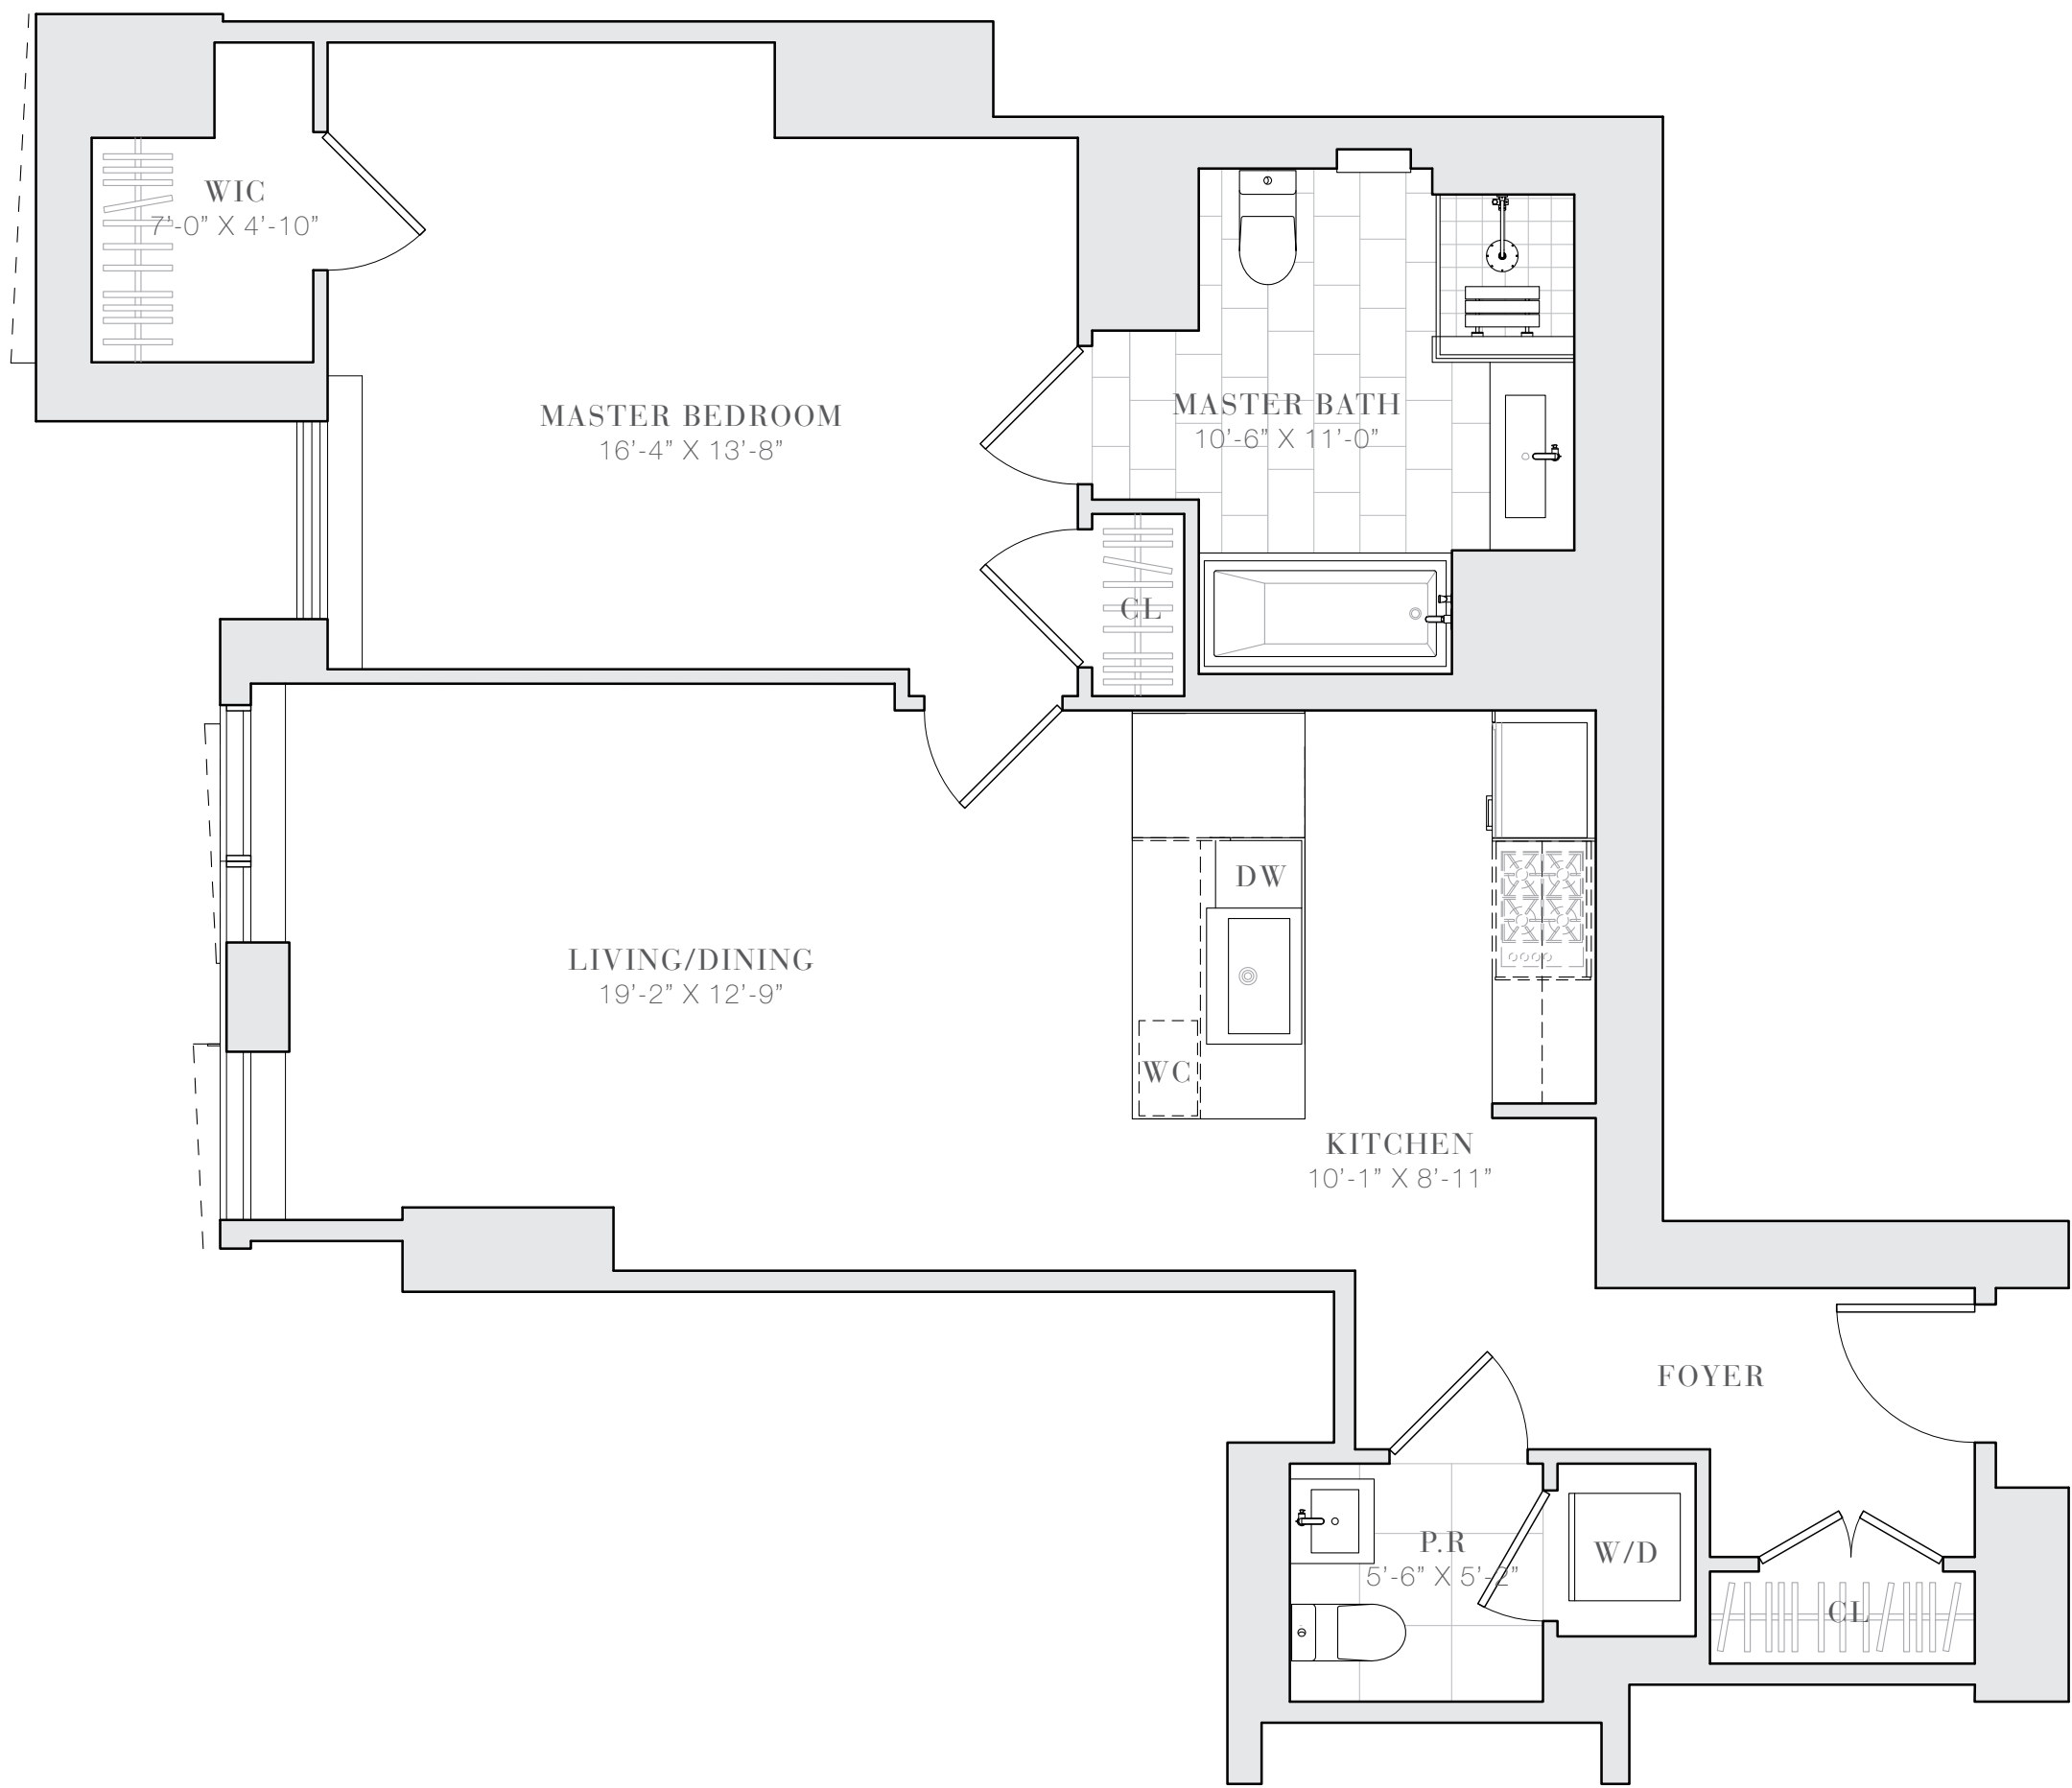 WIC
7’-0” X 4’-10”
MASTER BEDROOM
16’-4” X 13’-8”
MASTER BATH
10’-6” X 11’-0”
CL
DW
LIVING/DINING
19’-2” X 12’-9”
WC
KITCHEN
10’-1” X 8’-11”
FOYER
P.R
5’-6” X 5’-2”
W/D
CL